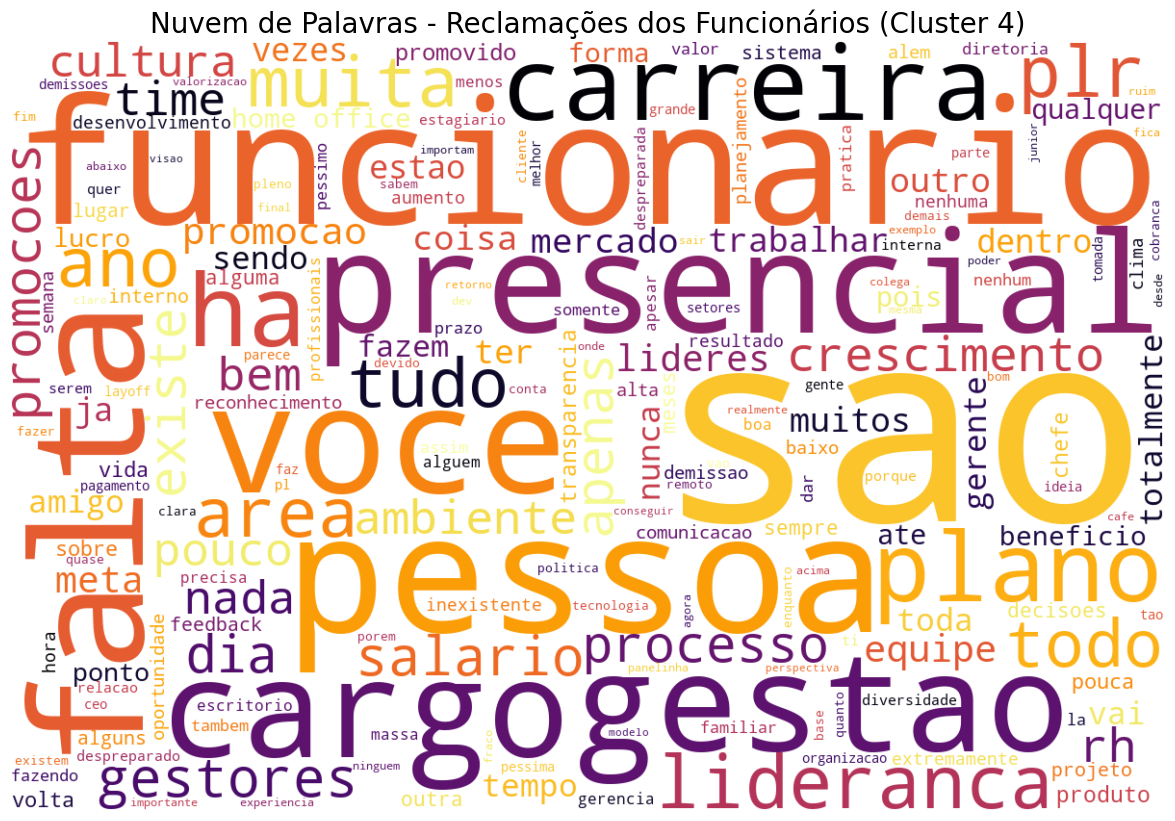 Nuvem de Palavras - Reclamações dos Funcionários (Cluster 4)
cultura
vezes
promovido
forma
valor
sistema
alem
diretoria
plr
demissoes
valorizacao
muita
menos
carreira
ruim
fim
time
qualquer
desenvolvimento
home office
estagiario
grande
funcionario
promocoes
abaixo
visao
importam
cliente
melhor
despreparada
planejamento
pratica
junior
fica
estao
parte
quer
pleno
pessimo
sabem
aumento
outro
nenhuma
lugar
final
demais
exemplo
cobranca
lucro
promocao
coisa
mercado
sair
trabalhar
interna
dentro
tomada
clima
ano
sendo
poder
desde
ha
alguma
presencial
colega
nenhum
semana
claro
interno
profissionais
retorno
dev
somente
apesar
setores
pois
mesma
falta
existe
parece
fazem
prazo
ter
onde
lideres
resultado
crescimento
totalmente
serem
layoff
bem
tudo
devido
transparencia
apenas
alta
meses
gente
bom
fazer
ja
reconhecimento
conta
nunca
realmente
boa
muitos
gerente
chefe
voce
assim
alguem
baixo
vida
pagamento
faz
pl
demissao
remoto
dar
porque
ideia
sao
amigo
clara
area
ambiente
conseguir
comunicacao
sempre
ate
beneficio
cafe
sobre
quase
pouco
pessoa
politica
acima
enquanto
plano
meta
precisa
nada
inexistente
tecnologia
agora
toda
decisoes
tao
feedback
hora
ponto
oportunidade
dia
porem
salario
processo
ti
equipe
todo
panelinha
perspectiva
relacao
ceo
cargo
gestao
pouca
escritorio
diversidade
alguns
tambem
massa
fraco
modelo
familiar
base
quanto
la
vai
existem
despreparado
rh
fazendo
gestores
ninguem
pessima
tempo
organizacao
extremamente
projeto
volta
importante
experiencia
outra
gerencia
lideranca
produto